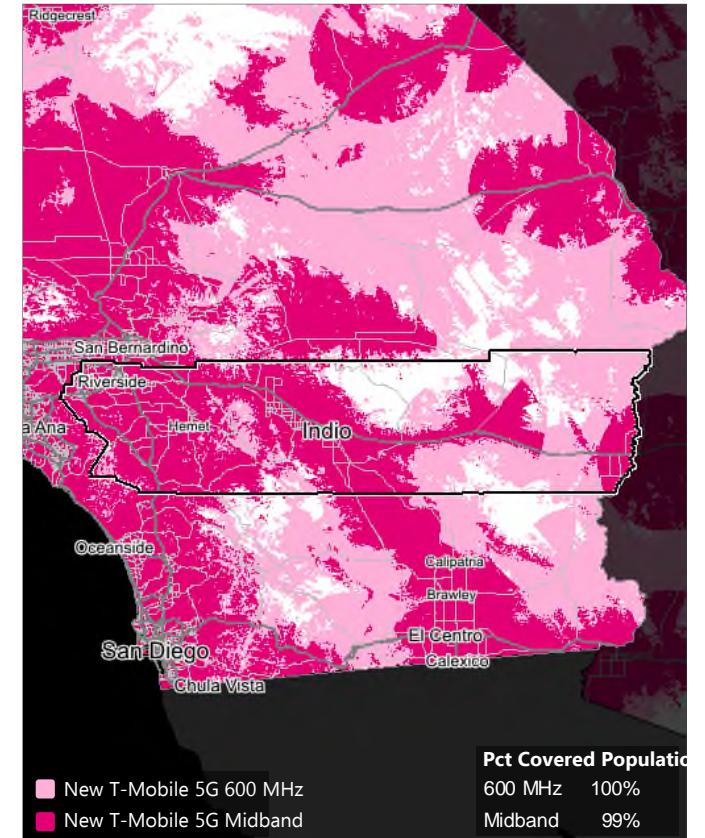 Ridgecrest
San Bernardino
Riverside
a Ana
Hemet
Indio
Oceanside
Calipatria
Brawley
San Diego
El Centro
Calexico
Chula Vista
Pct Covered Populatio
New T-Mobile 5G 600 MHz
600 MHz 100%
New T-Mobile 5G Midband
Midband 99%